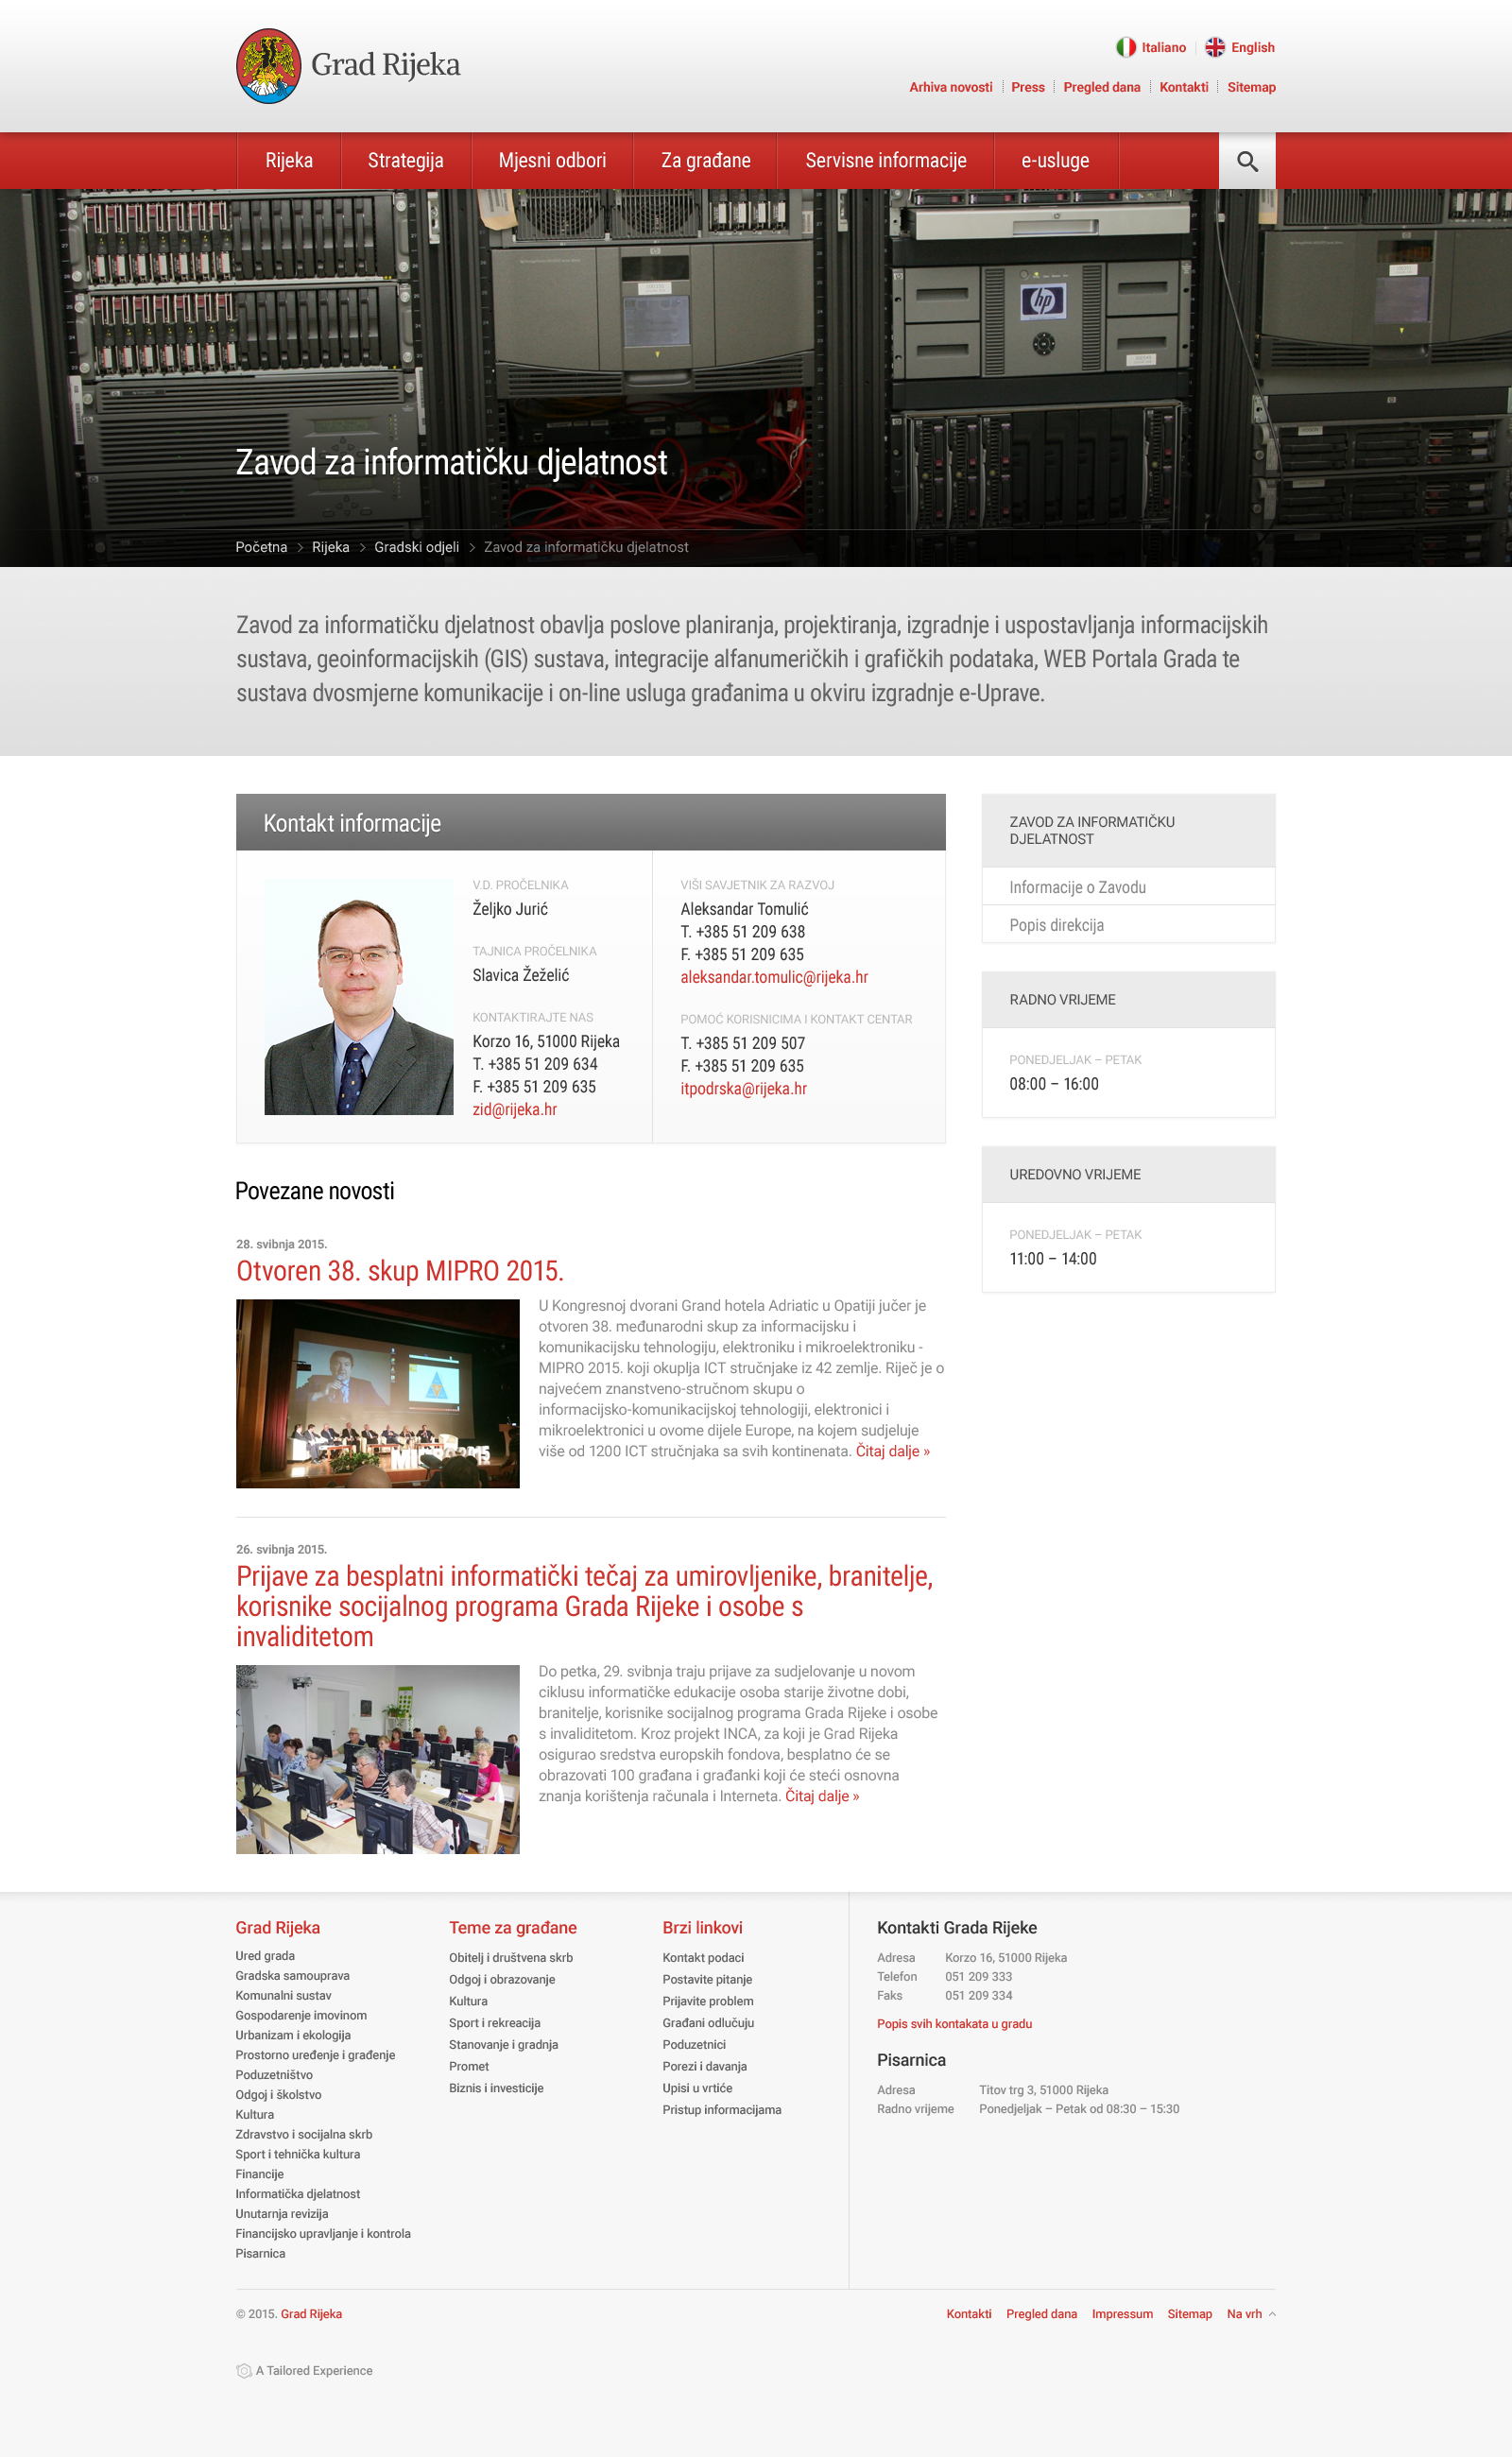 Grad Rijeka
Italiano
English
Arhiva novosti
Press
Pregled dana
Kontakti
Sitemap
Rijeka
Strategija
Mjesni odbori
Za građane
Servisne informacije
e-usluge
hp
Zavod za informatičku djelatnost
Početna
Rijeka
Gradski odjeli
Zavod za informatičku djelatnost
Zavod za informatičku djelatnost obavlja poslove planiranja, projektiranja, izgradnje i uspostavljanja informacijskih
sustava, geoinformacijskih (GIS) sustava, integracije alfanumeričkih i grafičkih podataka, WEB Portala Grada te
sustava dvosmjerne komunikacije i on-line usluga građanima u okviru izgradnje e-Uprave.
Kontakt informacije
V.D. PROČELNIKA
Željko Jurić
TAJNICA PROČELNIKA
Slavica Žeželić
KONTAKTIRAJTE NAS
Korzo 16, 51000 Rijeka
T. +385 51 209 634
F. +385 51 209 635
zid@rijeka.hr
VIŠI SAVJETNIK ZA RAZVOJ
Aleksandar Tomulić
T. +385 51 209 638
F. +385 51 209 635
aleksandar.tomulic@rijeka.hr
POMOĆ KORISNICIMA I KONTAKT CENTAR
T. +385 51 209 507
F. +385 51 209 635
itpodrska@rijeka.hr
ZAVOD ZA INFORMATIČKU
DJELATNOST
Informacije o Zavodu
Popis direkcija
RADNO VRIJEME
PONEDJELJAK – PETAK
08:00 – 16:00
UREDOVNO VRIJEME
PONEDJELJAK – PETAK
11:00 – 14:00
Povezane novosti
28. svibnja 2015.
Otvoren 38. skup MIPRO 2015.
MIPRO 2015
U Kongresnoj dvorani Grand hotela Adriatic u Opatiji jučer je
otvoren 38. međunarodni skup za informacijsku i
komunikacijsku tehnologiju, elektroniku i mikroelektroniku -
MIPRO 2015. koji okuplja ICT stručnjake iz 42 zemlje. Riječ je o
najvećem znanstveno-stručnom skupu o
informacijsko-komunikacijskoj tehnologiji, elektronici i
mikroelektronici u ovome dijele Europe, na kojem sudjeluje
više od 1200 ICT stručnjaka sa svih kontinenata. Čitaj dalje »
26. svibnja 2015.
Prijave za besplatni informatički tečaj za umirovljenike, branitelje,
korisnike socijalnog programa Grada Rijeke i osobe s
invaliditetom
Do petka, 29. svibnja traju prijave za sudjelovanje u novom
ciklusu informatičke edukacije osoba starije životne dobi,
branitelje, korisnike socijalnog programa Grada Rijeke i osobe
s invaliditetom. Kroz projekt INCA, za koji je Grad Rijeka
osigurao sredstva europskih fondova, besplatno će se
obrazovati 100 građana i građanki koji će steći osnovna
znanja korištenja računala i Interneta. Čitaj dalje »
Grad Rijeka
Ured grada
Gradska samouprava
Komunalni sustav
Gospodarenje imovinom
Urbanizam i ekologija
Prostorno uređenje i građenje
Poduzetništvo
Odgoj i školstvo
Kultura
Zdravstvo i socijalna skrb
Sport i tehnička kultura
Financije
Informatička djelatnost
Unutarnja revizija
Financijsko upravljanje i kontrola
Pisarnica
Teme za građane
Obitelj i društvena skrb
Odgoj i obrazovanje
Kultura
Sport i rekreacija
Stanovanje i gradnja
Promet
Biznis i investicije
Brzi linkovi
Kontakt podaci
Postavite pitanje
Prijavite problem
Građani odlučuju
Poduzetnici
Porezi i davanja
Upisi u vrtiće
Pristup informacijama
Kontakti Grada Rijeke
Adresa Korzo 16, 51000 Rijeka
Telefon 051 209 333
Faks 051 209 334
Popis svih kontakata u gradu
Pisarnica
Adresa Titov trg 3, 51000 Rijeka
Radno vrijeme Ponedjeljak – Petak od 08:30 – 15:30
© 2015. Grad Rijeka
Kontakti
Pregled dana
Impressum
Sitemap
Na vrh
A Tailored Experience